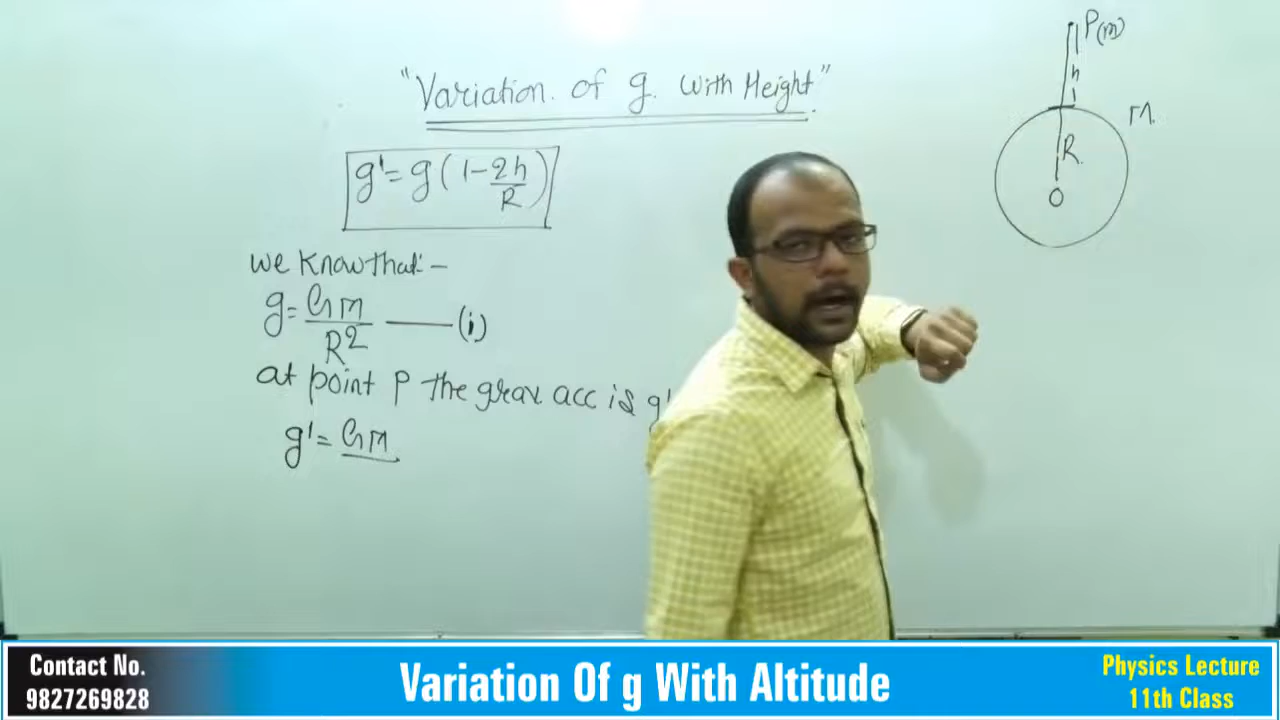 "Variation. of g. with Height"
g' = g (1 - 2h/R)
we know that: -
g = GM/R² —— (i)
at point P the grav acc is g'
g' = GM
P(m)
h
M.
R.
O
Contact No.
9827269828
Variation Of g With Altitude
Physics Lecture
11th Class